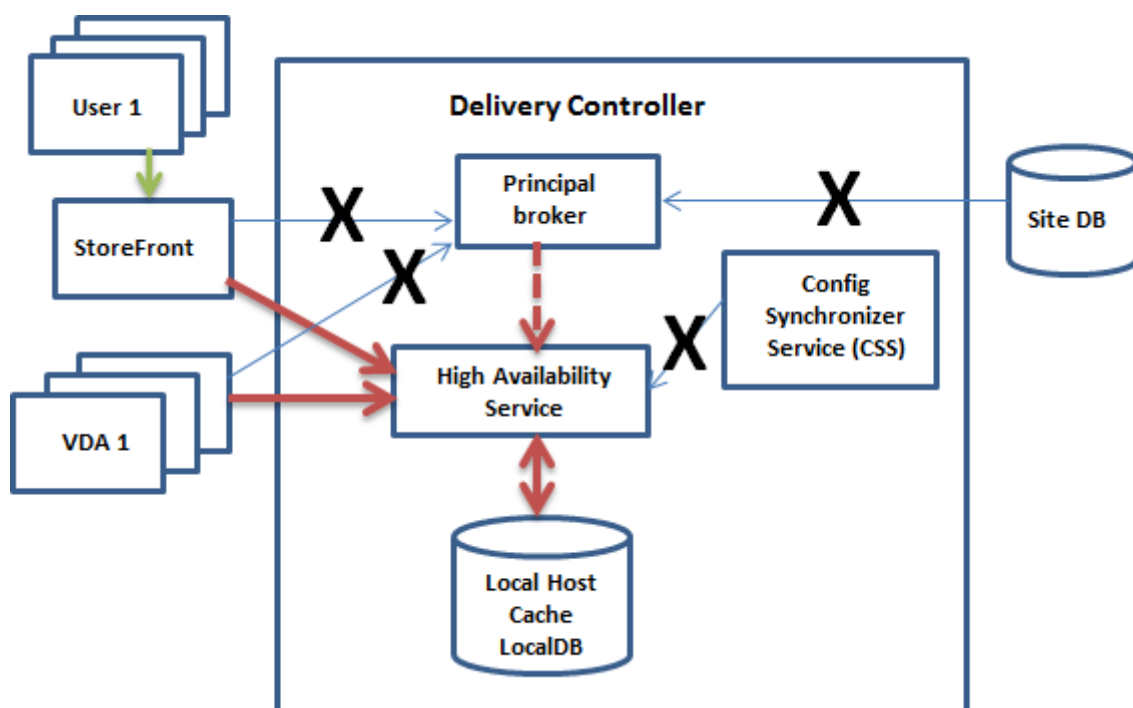 User 1
Delivery Controller
Principal
broker
X
X
X
StoreFront
Site DB
Config
Synchronizer
Service (CSS)
X
High Availability
Service
VDA 1
Local Host
Cache
LocalDB